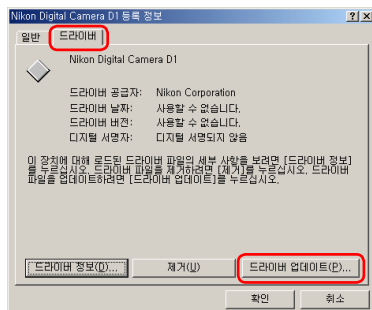 Nikon Digital Camera D1 등록 정보
일반 드라이버
Nikon Digital Camera D1
드라이버 공급자: Nikon Corporation
드라이버 날짜: 사용할 수 없습니다.
드라이버 버전: 사용할 수 없습니다.
디지털 서명자: 디지털 서명되지 않음
이 장치에 대해 로드된 드라이버 파일의 세부 사항을 보려면 [드라이버 정보]
를 누르십시오. 드라이버 파일을 제거하려면 [제거]를 누르십시오. 드라이버
파일을 업데이트하려면 [드라이버 업데이트]를 누르십시오.
드라이버 정보(D)... 제거(U) 드라이버 업데이트(P)...
확인 취소